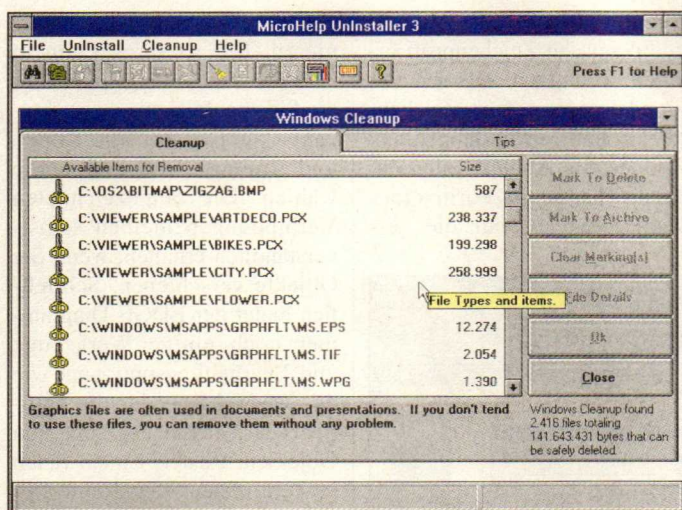 MicroHelp UnInstaller 3
File UnInstall Cleanup Help
EXIT ?
Press F1 for Help
Windows Cleanup
Cleanup Tips
Available Items for Removal Size
C:\OS2\BITMAP\ZIGZAG.BMP 587
C:\VIEWER\SAMPLE\ARTDECO.PCX 238.337
C:\VIEWER\SAMPLE\BIKES.PCX 199.298
C:\VIEWER\SAMPLE\CITY.PCX 258.999
C:\VIEWER\SAMPLE\FLOWER.PCX
File Types and items.
C:\WINDOWS\MSAPPS\GRPHFLT\MS.EPS 12.274
C:\WINDOWS\MSAPPS\GRPHFLT\MS.TIF 2.054
C:\WINDOWS\MSAPPS\GRPHFLT\MS.WPG 1.390
Mark To Delete
Mark To Archive
Clear Marking(s)
Details
Ok
Close
Graphics files are often used in documents and presentations. If you don't tend
to use these files, you can remove them without any problem.
Windows Cleanup found
2.416 files totaling
141.643.431 bytes that can
be safely deleted.